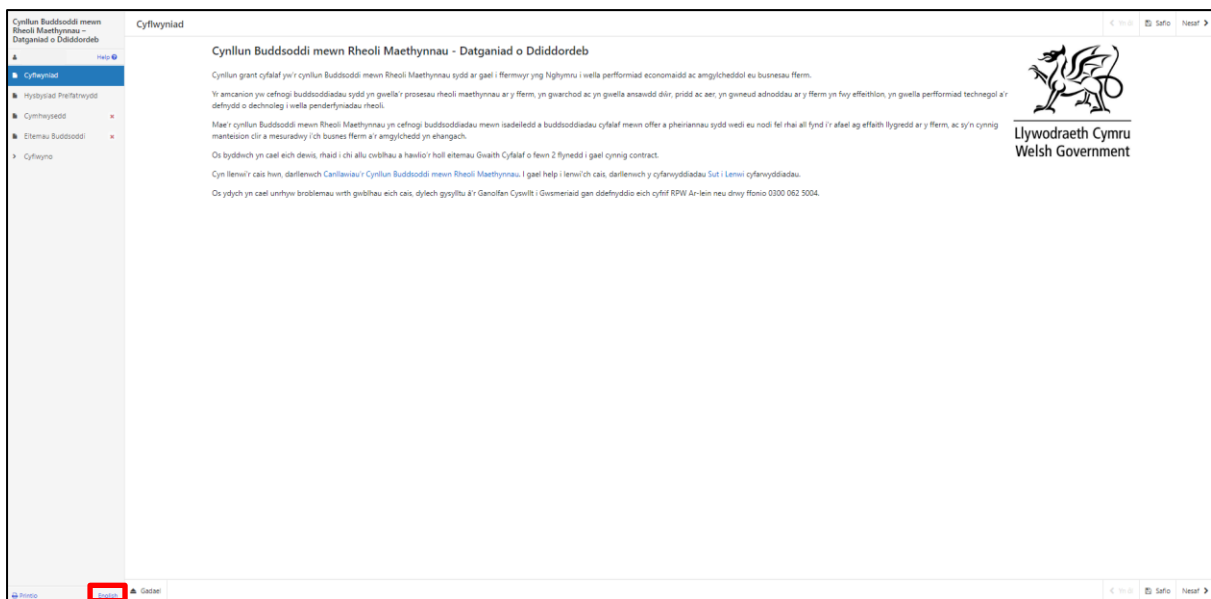 Cynllun Buddsoddi mewn
Rheoli Maethynnau –
Datganiad o Ddiddordeb
Help
Cyflwyniad
Hysbysiad Preifatrwydd
Cymhwysedd
Eitemau Buddsoddi
Cyflwyno
Cyflwyniad
Yn ôl
Safio
Nesaf
Cynllun Buddsoddi mewn Rheoli Maethynnau - Datganiad o Ddiddordeb
Cynllun grant cyfalaf yw'r cynllun Buddsoddi mewn Rheoli Maethynnau sydd ar gael i ffermwyr yng Nghymru i wella perfformiad economaidd ac amgylcheddol eu busnesau fferm.
Yr amcanion yw cefnogi buddsoddiadau sydd yn gwella'r prosesau rheoli maethynnau ar y fferm, yn gwarchod ac yn gwella ansawdd dŵr, pridd ac aer, yn gwneud adnoddau ar y fferm yn fwy effeithlon, yn gwella perfformiad technegol a'r
defnydd o dechnoleg i wella penderfyniadau rheoli.
Mae'r cynllun Buddsoddi mewn Rheoli Maethynnau yn cefnogi buddsoddiadau mewn isadeiledd a buddsoddiadau cyfalaf mewn offer a pheiriannau sydd wedi eu nodi fel rhai all fynd i'r afael ag effaith llygredd ar y fferm, ac sy'n cynnig
manteision clir a mesuradwy i'ch busnes fferm a'r amgylchedd yn ehangach.
Os byddwch yn cael eich dewis, rhaid i chi allu cwblhau a hawlio'r holl eitemau Gwaith Cyfalaf o fewn 2 flynedd i gael cynnig contract.
Cyn llenwi'r cais hwn, darllenwch Canllawiau'r Cynllun Buddsoddi mewn Rheoli Maethynnau. I gael help i lenwi'ch cais, darllenwch y cyfarwyddiadau Sut i Lenwi cyfarwyddiadau.
Os ydych yn cael unrhyw broblemau wrth gwblhau eich cais, dylech gysylltu â'r Ganolfan Cyswllt i Gwsmeriaid gan ddefnyddio eich cyfrif RPW Ar-lein neu drwy ffonio 0300 062 5004.
Llywodraeth Cymru
Welsh Government
Printio
English
Gadael
Yn ôl
Safio
Nesaf